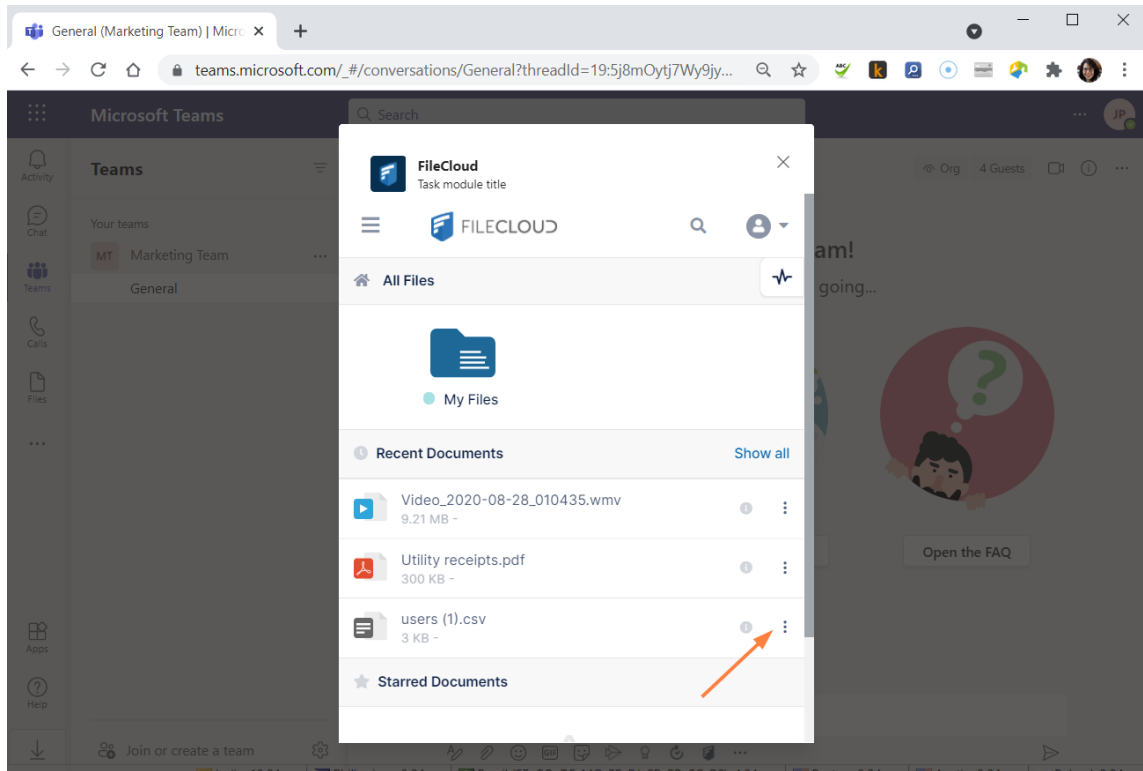 General (Marketing Team) | Micro
teams.microsoft.com/_#/conversations/General?threadId=19:5j8mOytj7Wy9jy...
Microsoft Teams
Search
JP
Activity
Chat
Teams
Calls
Files
Apps
Help
Teams
Your teams
MT Marketing Team
General
Join or create a team
Org 4 Guests
am!
going...
Open the FAQ
FileCloud
Task module title
FILECLOUD
All Files
My Files
Recent Documents Show all
Video_2020-08-28_010435.wmv
9.21 MB -
Utility receipts.pdf
300 KB -
users (1).csv
3 KB -
Starred Documents
GIF